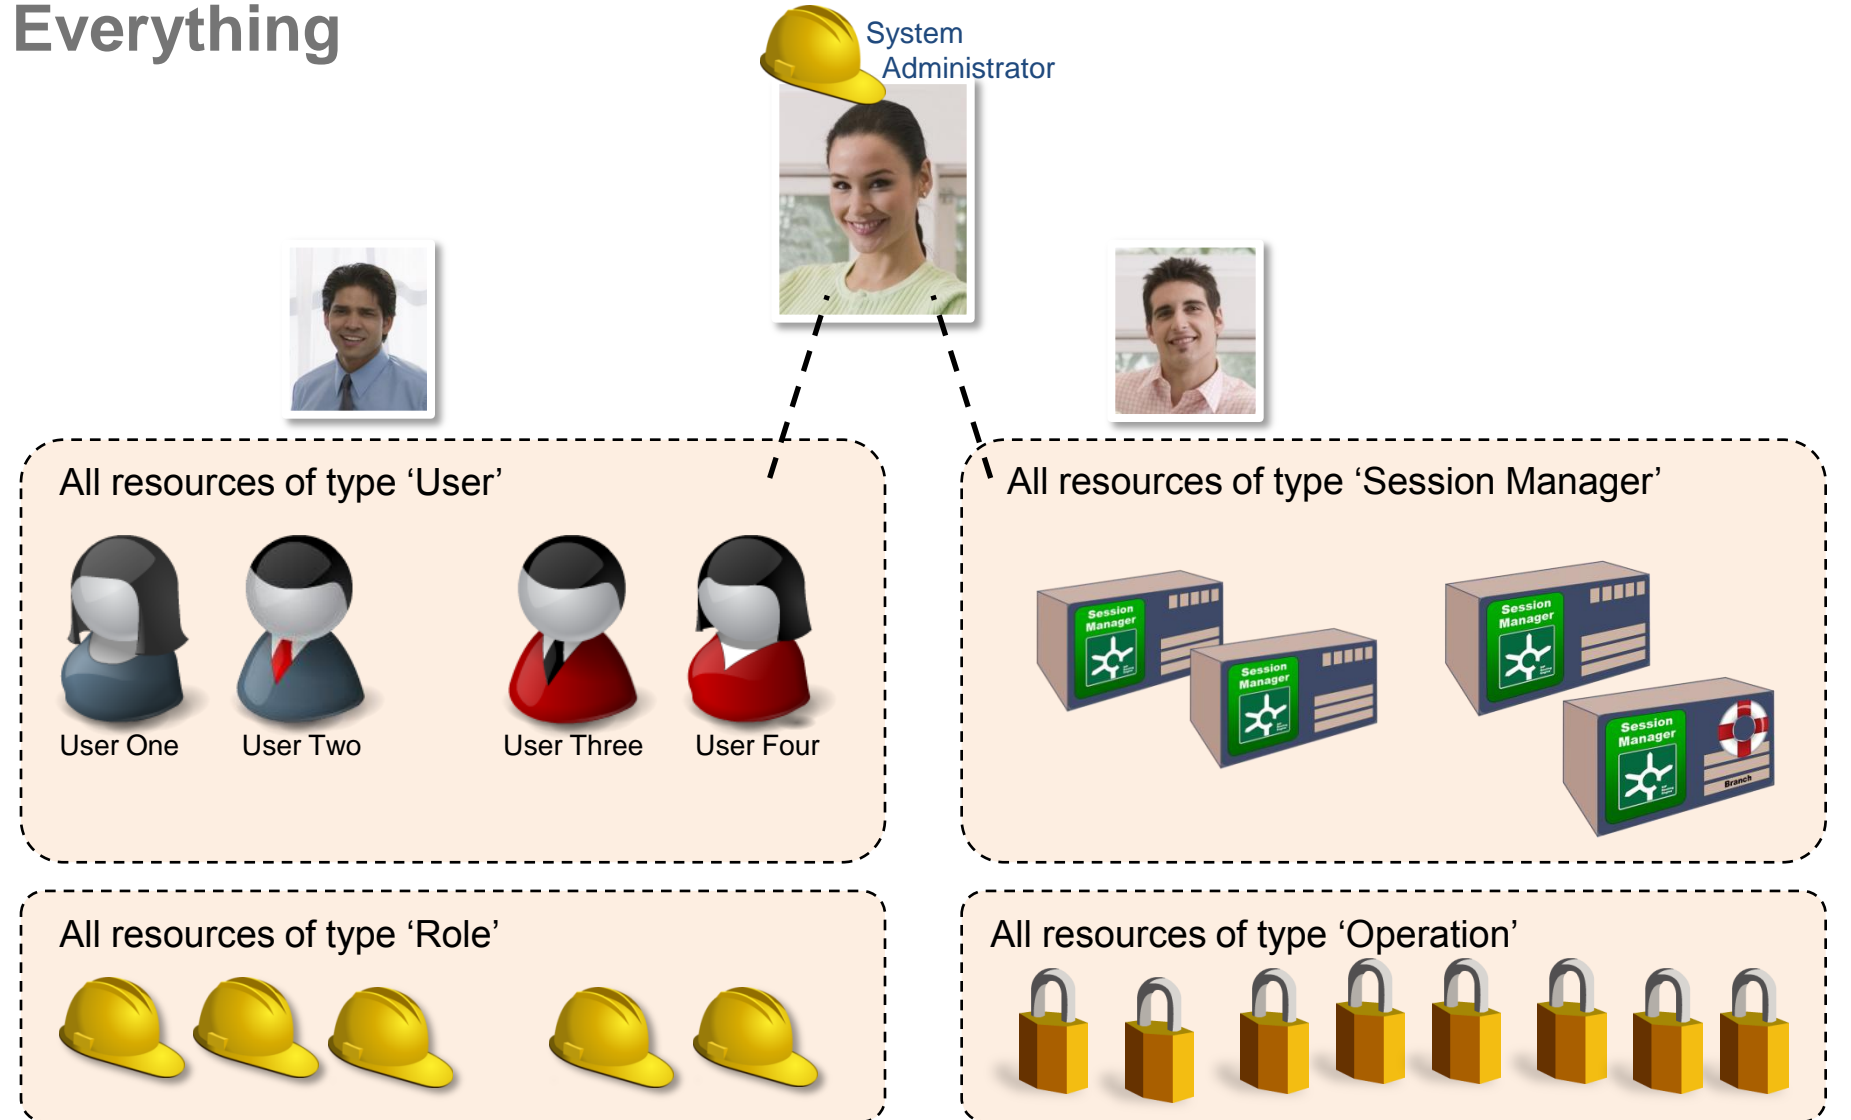 Everything
System
Administrator
All resources of type ‘User’
User One
User Two
User Three
User Four
All resources of type ‘Session Manager’
Session
Manager
Session
Manager
Session
Manager
Session
Manager
Branch
All resources of type ‘Role’
All resources of type ‘Operation’